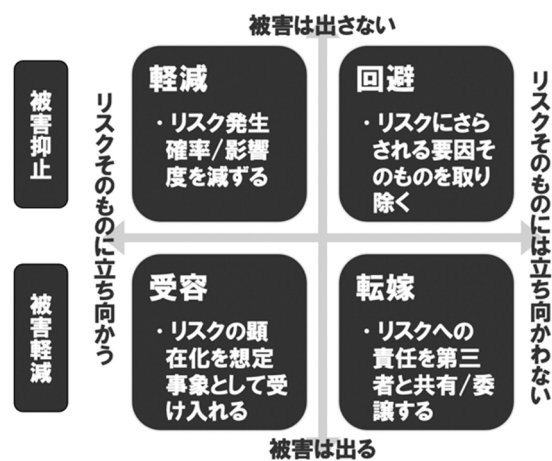 被害は出さない
被害抑止
リスクそのものに立ち向かう
軽減
・リスク発生
確率/影響
度を減ずる
回避
・リスクにさら
される要因そ
のものを取り
除く
リスクそのものには立ち向かわない
被害軽減
受容
・リスクの顕
在化を想定
事象として受
け入れる
転嫁
・リスクへの
責任を第三
者と共有/委
譲する
被害は出る